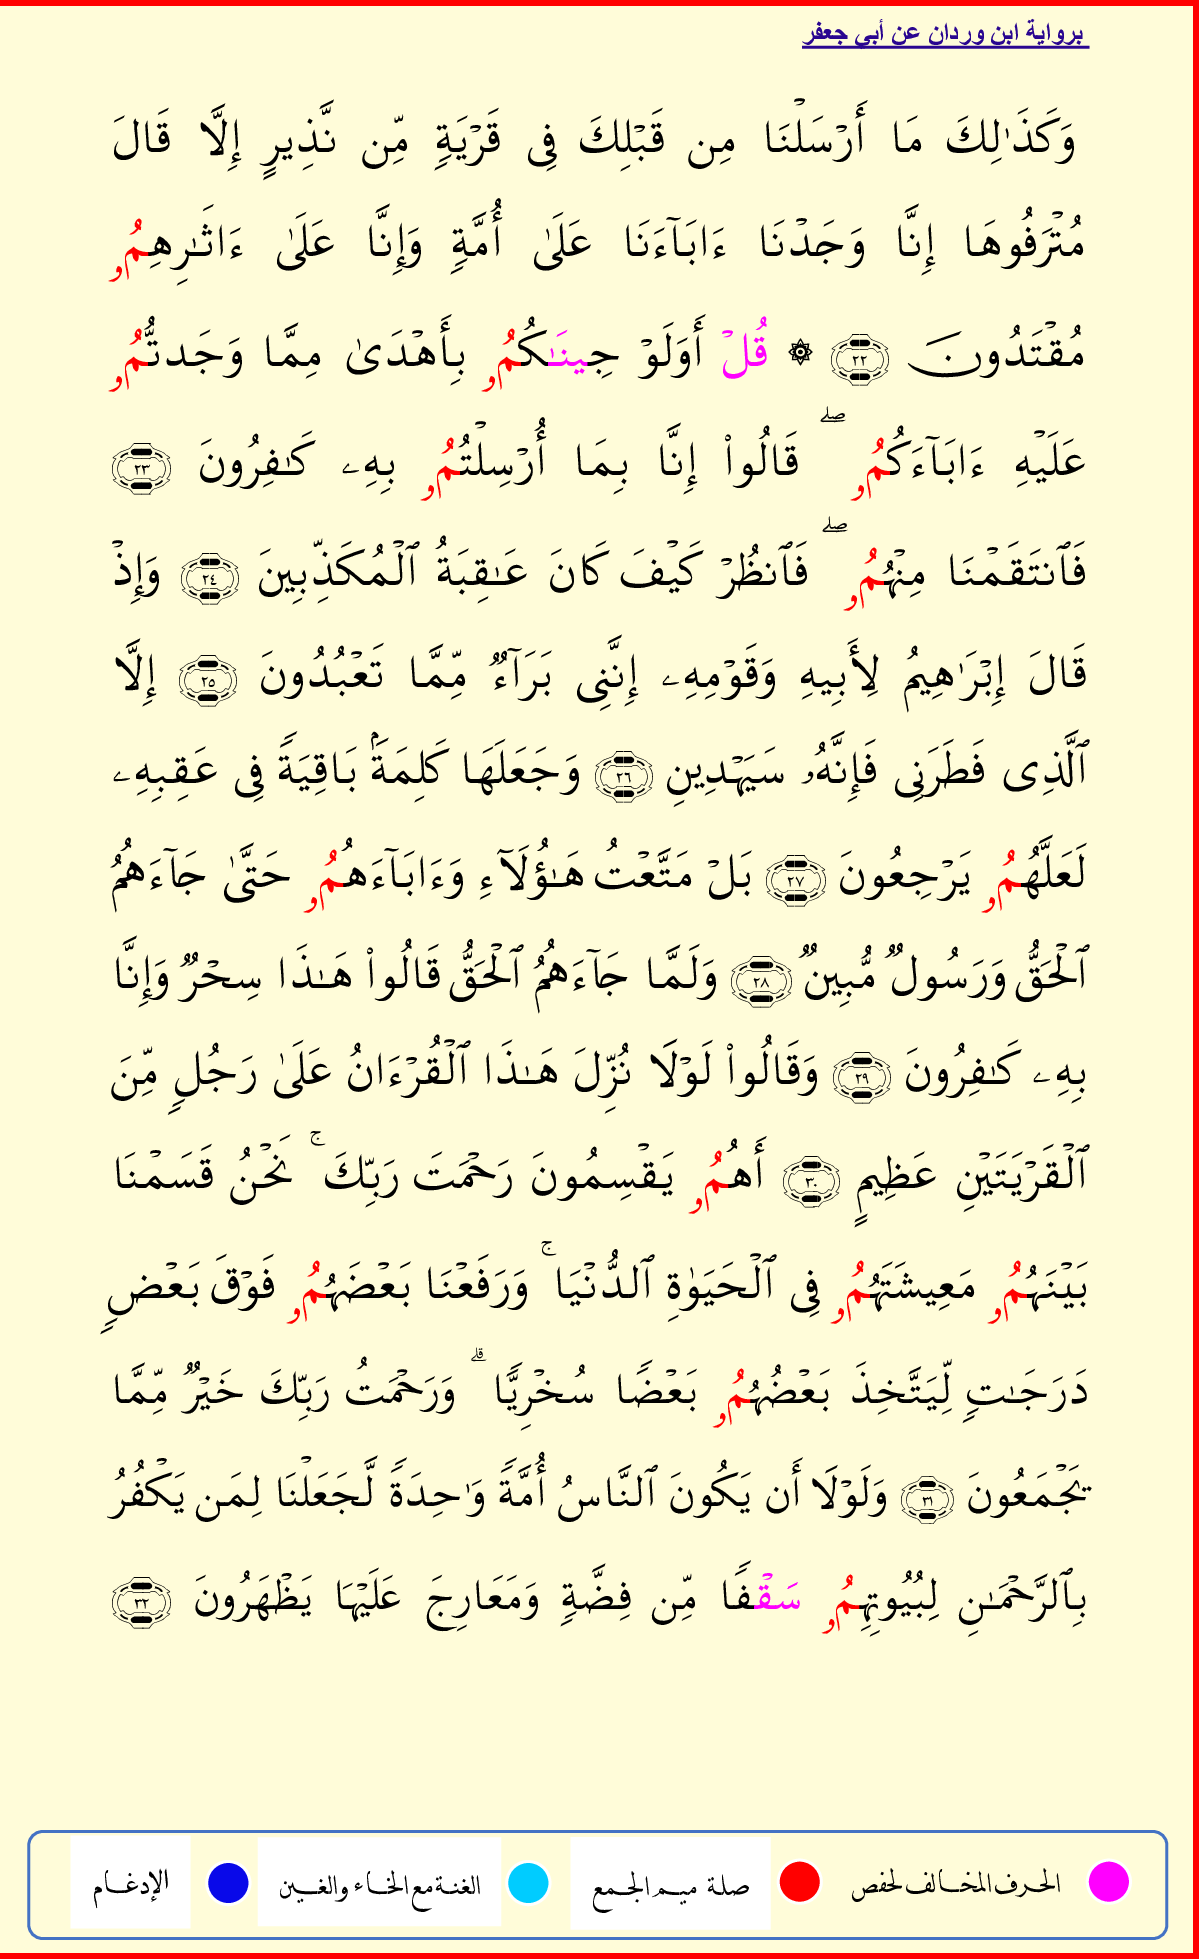 برواية ابن وردان عن أبي جعفر
وَكَذَٰلِكَ مَا أَرۡسَلۡنَا مِن قَبۡلِكَ فِى قَرۡيَةٖ مِّن نَّذِيرٍ إِلَّا قَالَ
مُتۡرَفُوهَا إِنَّا وَجَدۡنَا ءَابَآءَنَا عَلَىٰ أُمَّةٖ وَإِنَّا عَلَىٰ ءَاثَٰرِهِمُۥ
مُقۡتَدُونَ ٢٢ ۞ قُلۡ أَوَلَوۡ جِينَٰكُمُۥ بِأَهۡدَىٰ مِمَّا وَجَدتُّمُۥ
عَلَيۡهِ ءَابَآءَكُمُۥ ۖ قَالُواْ إِنَّا بِمَا أُرۡسِلۡتُمُۥ بِهِۦ كَٰفِرُونَ ٢٣
فَٱنتَقَمۡنَا مِنۡهُمُۥ ۖ فَٱنظُرۡ كَيۡفَ كَانَ عَٰقِبَةُ ٱلۡمُكَذِّبِينَ ٢٤ وَإِذۡ
قَالَ إِبۡرَٰهِيمُ لِأَبِيهِ وَقَوۡمِهِۦ إِنَّنِى بَرَآءٞ مِّمَّا تَعۡبُدُونَ ٢٥ إِلَّا
ٱلَّذِى فَطَرَنِى فَإِنَّهُۥ سَيَهۡدِينِ ٢٦ وَجَعَلَهَا كَلِمَةَۢ بَاقِيَةٗ فِى عَقِبِهِۦ
لَعَلَّهُمُۥ يَرۡجِعُونَ ٢٧ بَلۡ مَتَّعۡتُ هَٰؤُلَآءِ وَءَابَآءَهُمُۥ حَتَّىٰ جَآءَهُمُ
ٱلۡحَقُّ وَرَسُولٞ مُّبِينٞ ٢٨ وَلَمَّا جَآءَهُمُ ٱلۡحَقُّ قَالُواْ هَٰذَا سِحۡرٞ وَإِنَّا
بِهِۦ كَٰفِرُونَ ٢٩ وَقَالُواْ لَوۡلَا نُزِّلَ هَٰذَا ٱلۡقُرۡءَانُ عَلَىٰ رَجُلٖ مِّنَ
ٱلۡقَرۡيَتَيۡنِ عَظِيمٍ ٣٠ أَهُمُۥ يَقۡسِمُونَ رَحۡمَتَ رَبِّكَ ۚ نَحۡنُ قَسَمۡنَا
بَيۡنَهُمُۥ مَعِيشَتَهُمُۥ فِى ٱلۡحَيَوٰةِ ٱلدُّنۡيَا ۚ وَرَفَعۡنَا بَعۡضَهُمُۥ فَوۡقَ بَعۡضٖ
دَرَجَٰتٖ لِّيَتَّخِذَ بَعۡضُهُمُۥ بَعۡضٗا سُخۡرِيّٗا ۗ وَرَحۡمَتُ رَبِّكَ خَيۡرٞ مِّمَّا
يَجۡمَعُونَ ٣١ وَلَوۡلَا أَن يَكُونَ ٱلنَّاسُ أُمَّةٗ وَٰحِدَةٗ لَّجَعَلۡنَا لِمَن يَكۡفُرُ
بِٱلرَّحۡمَٰنِ لِبُيُوتِهِمُۥ سَقۡفٗا مِّن فِضَّةٖ وَمَعَارِجَ عَلَيۡهَا يَظۡهَرُونَ ٣٢
الحرف المخالف لحفص صلة ميم الجمع الغنة مع الخاء والغين الإدغام